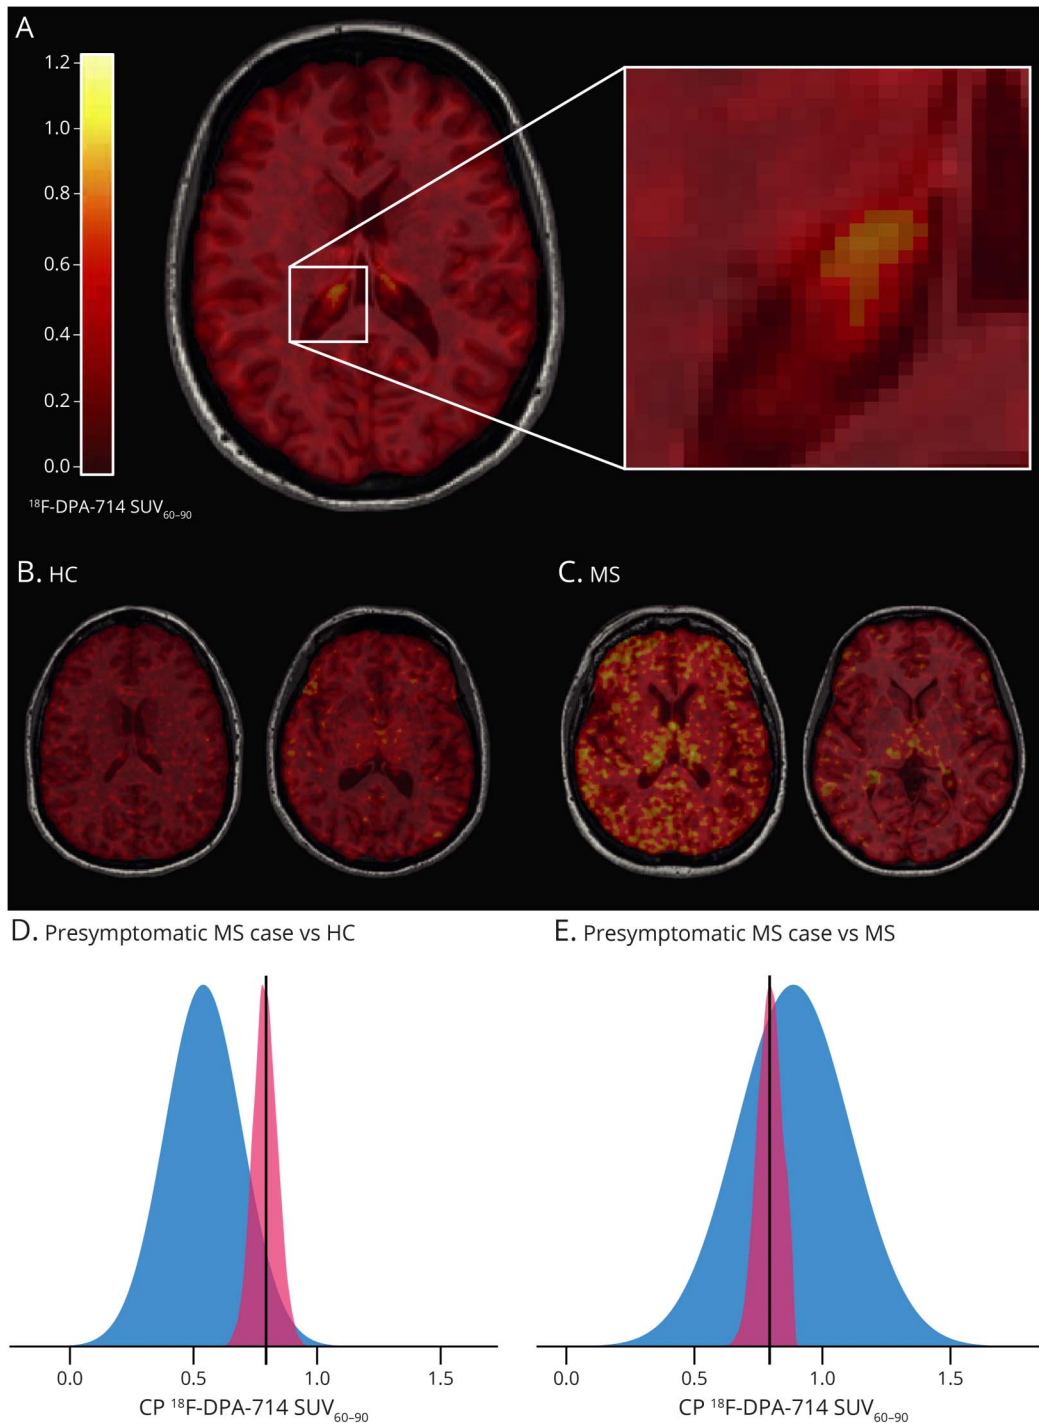 A
1.2
1.0
0.8
0.6
0.4
0.2
0.0
¹⁸F-DPA-714 SUV₆₀₋₉₀
B. HC
C. MS
D. Presymptomatic MS case vs HC
E. Presymptomatic MS case vs MS
0.0 0.5 1.0 1.5
CP ¹⁸F-DPA-714 SUV₆₀₋₉₀
0.0 0.5 1.0 1.5
CP ¹⁸F-DPA-714 SUV₆₀₋₉₀